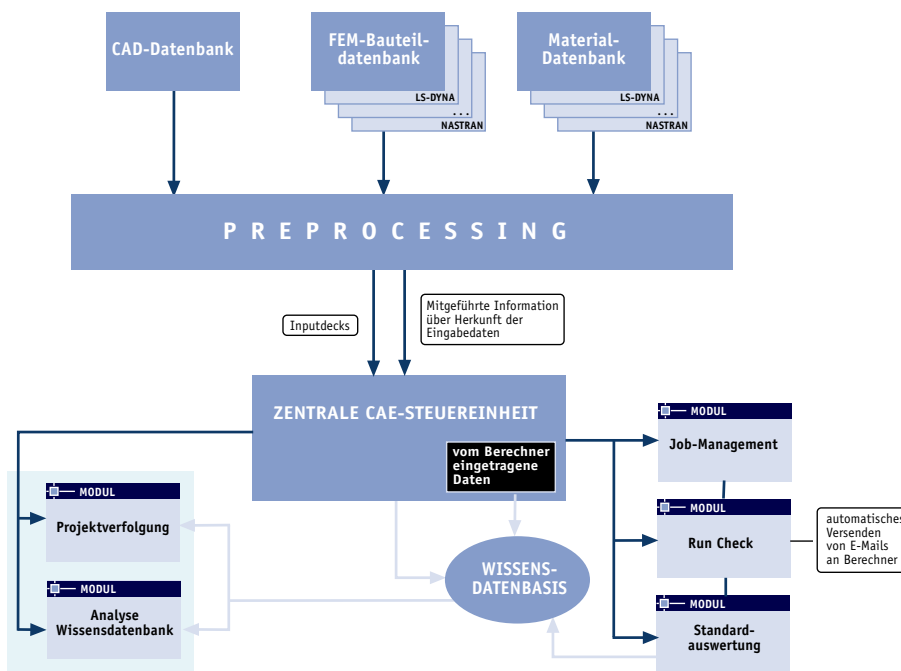 CAD-Datenbank
FEM-Bauteil-
datenbank
LS-DYNA
...
NASTRAN
Material-
Datenbank
LS-DYNA
...
NASTRAN
PREPROCESSING
Inputdecks
Mitgeführte Information
über Herkunft der
Eingabedaten
ZENTRALE CAE-STEUEREINHEIT
vom Berechner
eingetragene
Daten
MODUL
Job-Management
MODUL
Projektverfolgung
MODUL
Run Check
automatisches
Versenden
von E-Mails
an Berechner
WISSENS-
DATENBASIS
MODUL
Analyse
Wissensdatenbank
MODUL
Standard-
auswertung